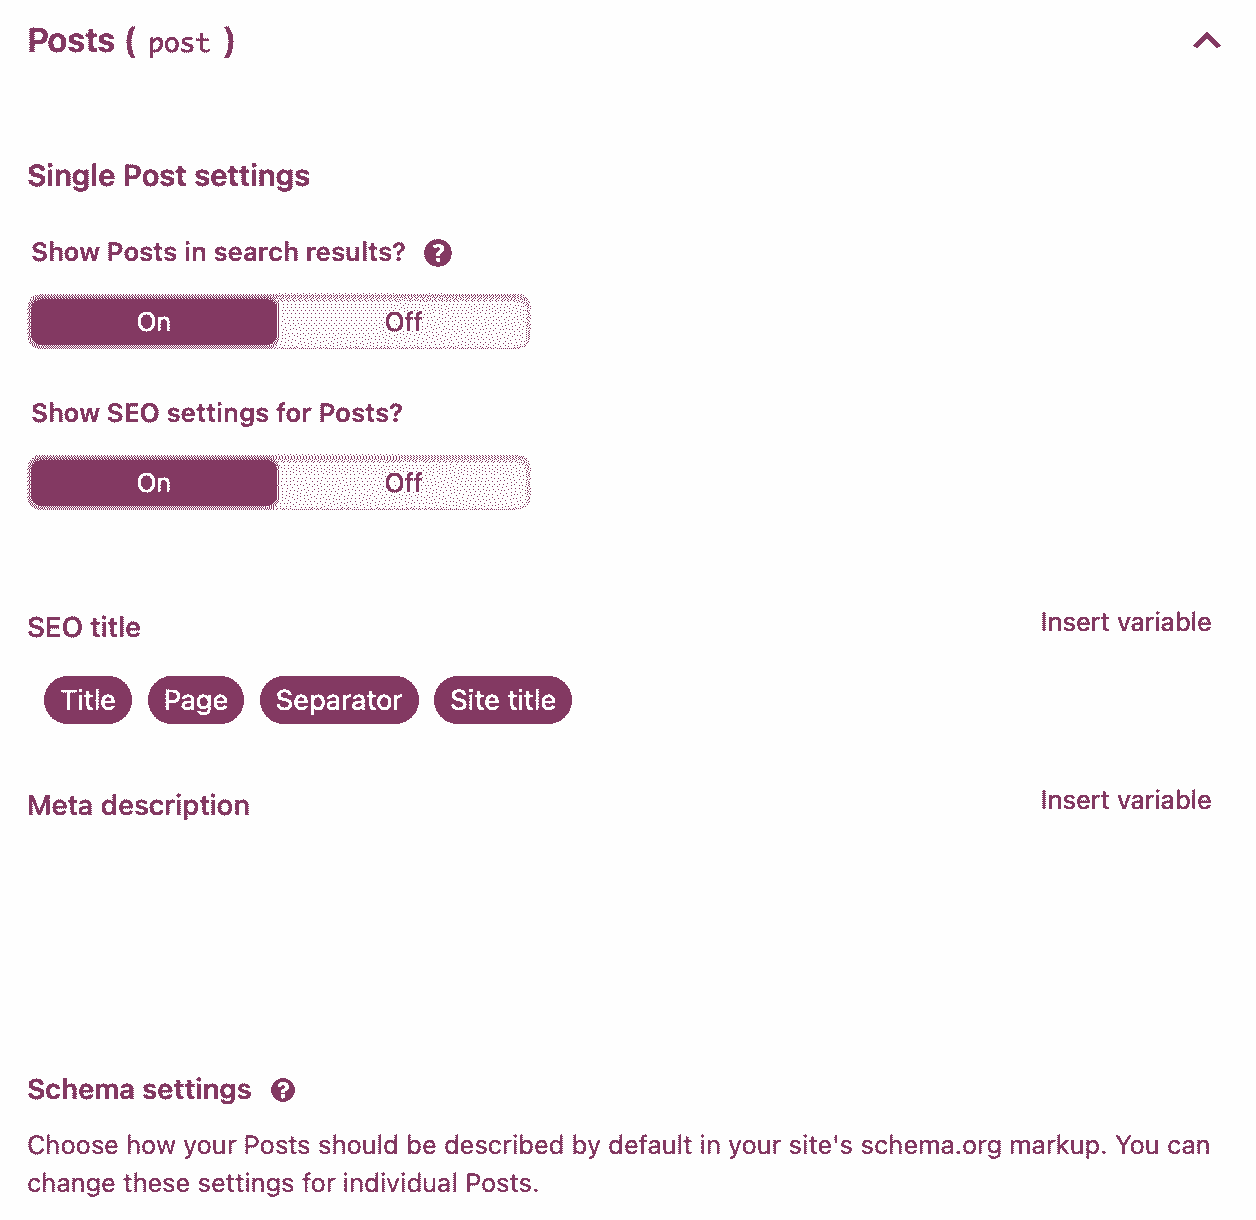 Posts ( post )
Single Post settings
Show Posts in search results? ?
On Off
Show SEO settings for Posts?
On Off
SEO title Insert variable
Title Page Separator Site title
Meta description Insert variable
Schema settings ?
Choose how your Posts should be described by default in your site's schema.org markup. You can
change these settings for individual Posts.